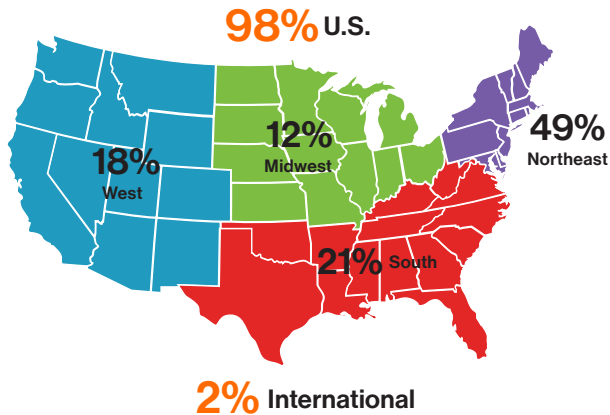 98% U.S.
49%
Northeast
12%
Midwest
18%
West
21% South
2% International